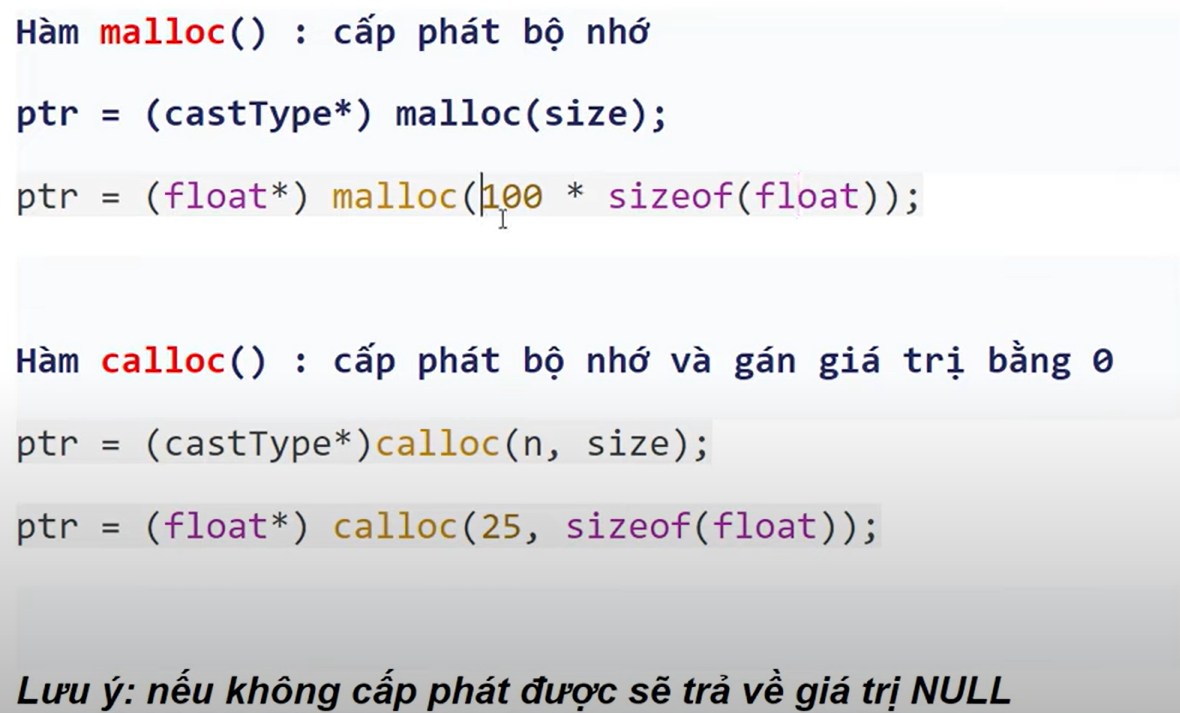 Hàm malloc() : cấp phát bộ nhớ
ptr = (castType*) malloc(size);
ptr = (float*) malloc(100 * sizeof(float));
Hàm calloc() : cấp phát bộ nhớ và gán giá trị bằng 0
ptr = (castType*)calloc(n, size);
ptr = (float*) calloc(25, sizeof(float));
Lưu ý: nếu không cấp phát được sẽ trả về giá trị NULL